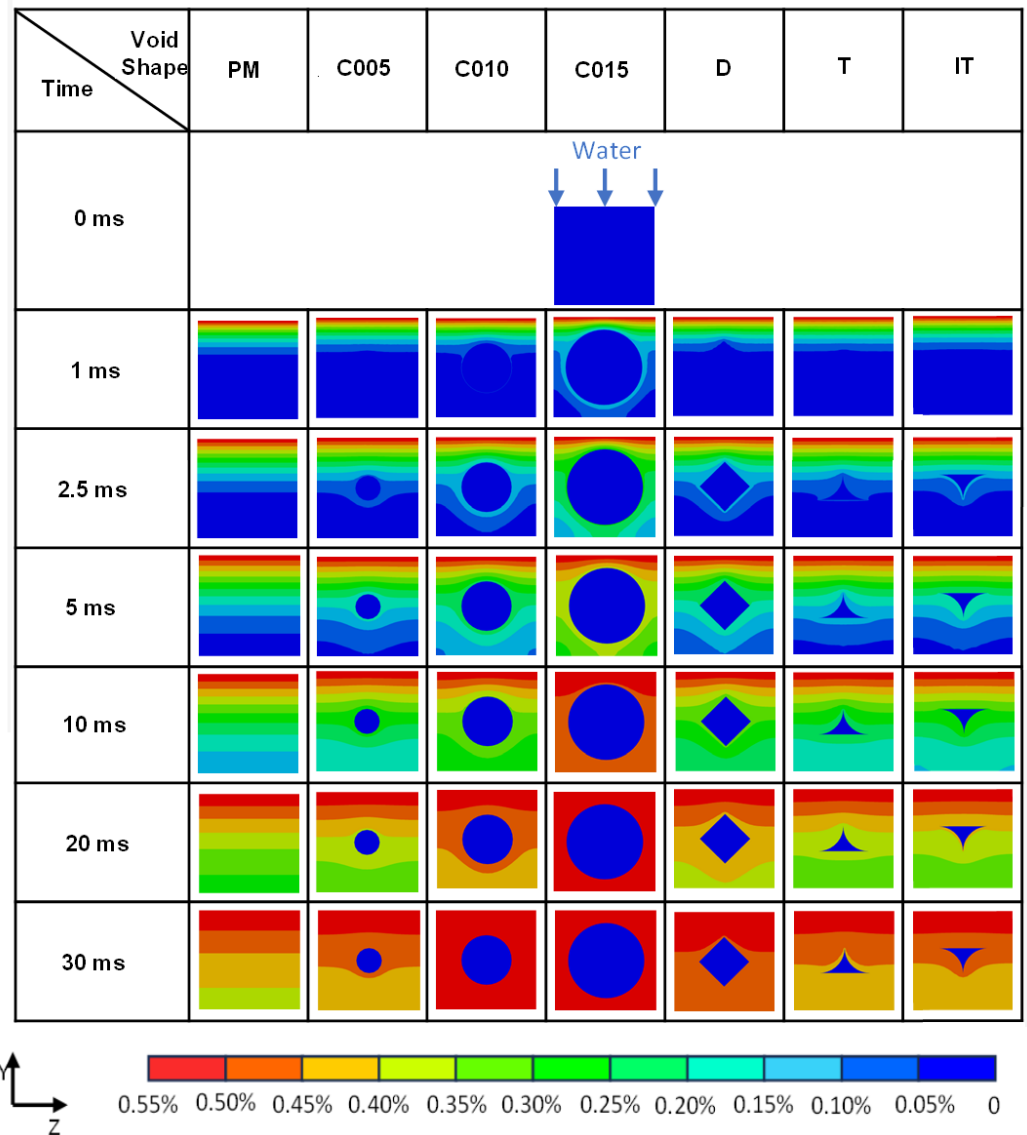 Void
Shape
Time
PM
C005
C010
C015
D
T
IT
0 ms
Water
1 ms
2.5 ms
5 ms
10 ms
20 ms
30 ms
Y
Z
0.55% 0.50% 0.45% 0.40% 0.35% 0.30% 0.25% 0.20% 0.15% 0.10% 0.05% 0